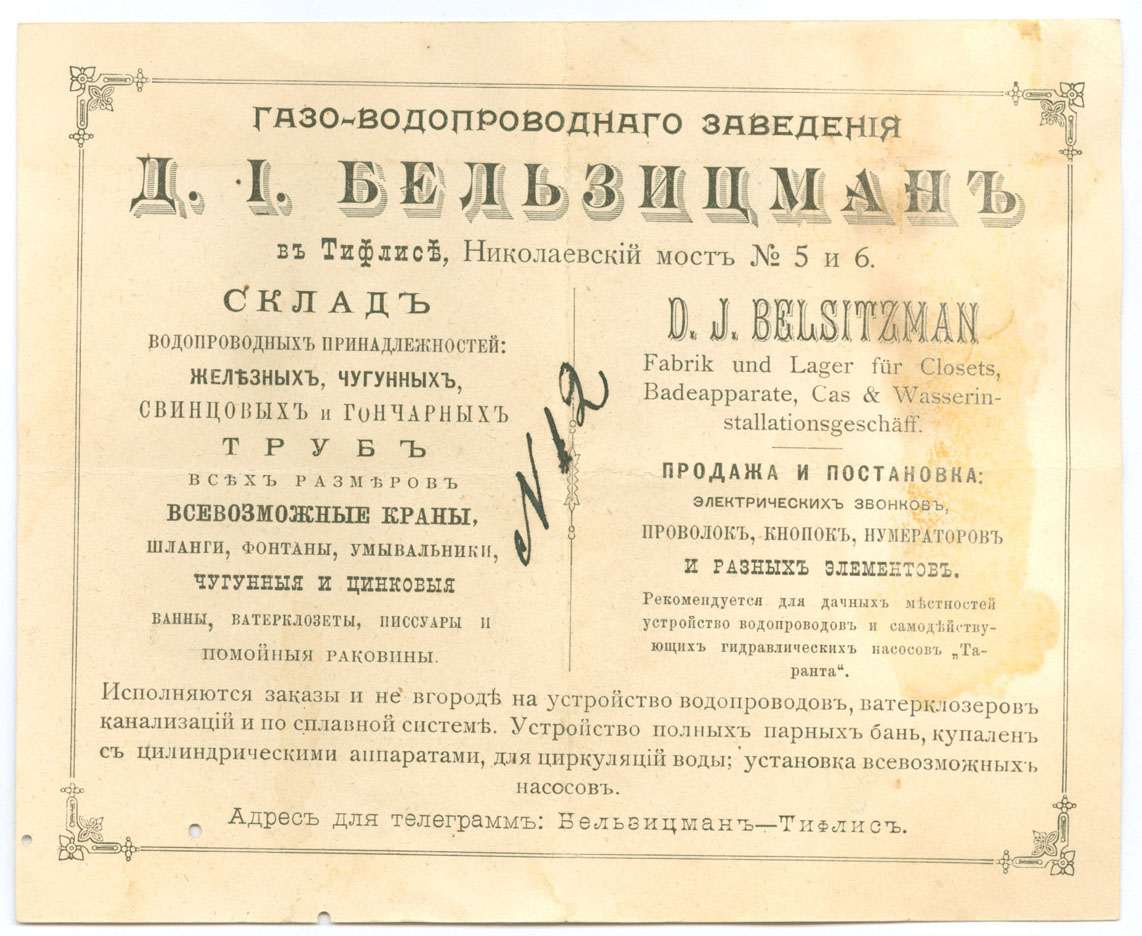 ГАЗО-ВОДОПРОВОДНАГО ЗАВЕДЕНІЯ
Д. І. БЕЛЬЗИЦМАНЪ
въ Тифлисѣ, Николаевскій мостъ № 5 и 6.
СКЛАДЪ
ВОДОПРОВОДНЫХЪ ПРИНАДЛЕЖНОСТЕЙ:
ЖЕЛѢЗНЫХЪ, ЧУГУННЫХЪ,
СВИНЦОВЫХЪ и ГОНЧАРНЫХЪ
ТРУБЪ
ВСѢХЪ РАЗМѢРОВЪ
ВСЕВОЗМОЖНЫЕ КРАНЫ,
ШЛАНГИ, ФОНТАНЫ, УМЫВАЛЬНИКИ,
ЧУГУННЫЯ И ЦИНКОВЫЯ
ВАННЫ, ВАТЕРКЛОЗЕТЫ, ПИССУАРЫ И
ПОМОЙНЫЯ РАКОВИНЫ.
N 12
D. J. BELSITZMAN
Fabrik und Lager für Closets,
Badeapparate, Cas & Wasserin-
stallationsgeschäff.
ПРОДАЖА И ПОСТАНОВКА:
ЭЛЕКТРИЧЕСКИХЪ ЗВОНКОВЪ,
ПРОВОЛОКЪ, КНОПОКЪ, НУМЕРАТОРОВЪ
И РАЗНЫХЪ ЭЛЕМЕНТОВЪ.
Рекомендуется для дачныхъ мѣстностей
устройство водопроводовъ и самодѣйству-
ющихъ гидравлическихъ насосовъ „Та-
ранта“.
Исполняются заказы и не вгородѣ на устройство водопроводовъ, ватерклозеровъ
канализацій и по сплавной системѣ. Устройство полныхъ парныхъ бань, купаленъ
съ цилиндрическими аппаратами, для циркуляцій воды; установка всевозможныхъ
насосовъ.
Адресъ для телеграммъ: Бельзицманъ—Тифлисъ.